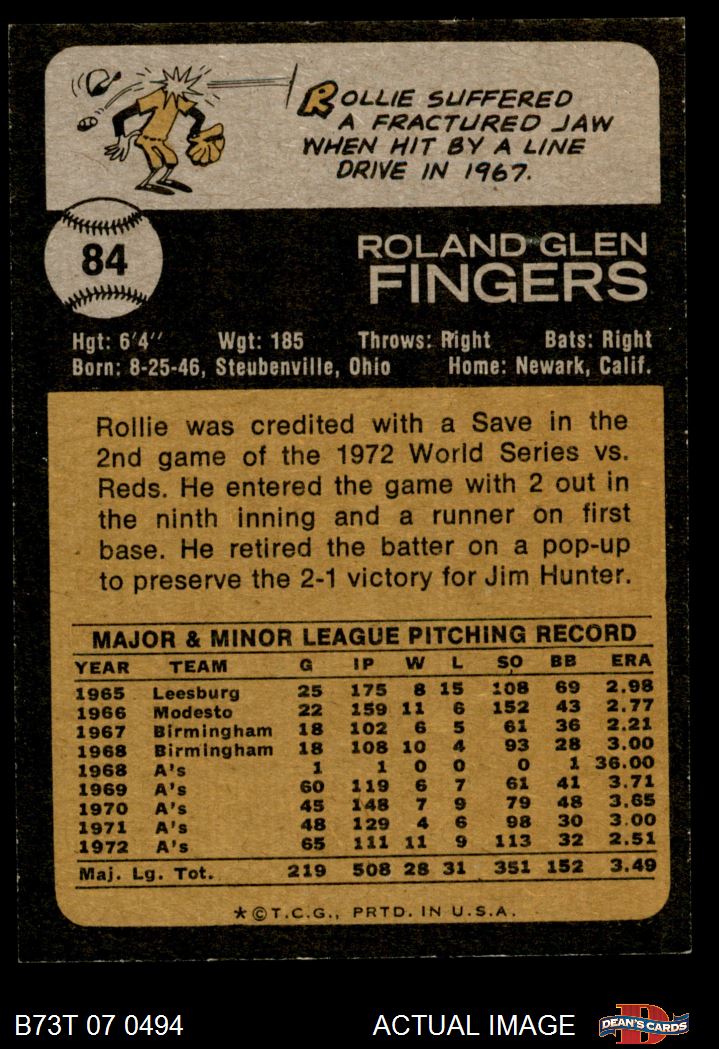 ROLLIE SUFFERED
A FRACTURED JAW
WHEN HIT BY A LINE
DRIVE IN 1967.
84
ROLAND GLEN
FINGERS
Hgt: 6'4" Wgt: 185 Throws: Right Bats: Right
Born: 8-25-46, Steubenville, Ohio Home: Newark, Calif.
Rollie was credited with a Save in the
2nd game of the 1972 World Series vs.
Reds. He entered the game with 2 out in
the ninth inning and a runner on first
base. He retired the batter on a pop-up
to preserve the 2-1 victory for Jim Hunter.
MAJOR & MINOR LEAGUE PITCHING RECORD
YEAR TEAM G IP W L SO BB ERA
1965 Leesburg 25 175 8 15 108 69 2.98
1966 Modesto 22 159 11 6 152 43 2.77
1967 Birmingham 18 102 6 5 61 36 2.21
1968 Birmingham 18 108 10 4 93 28 3.00
1968 A's 1 1 0 0 0 1 36.00
1969 A's 60 119 6 7 61 41 3.71
1970 A's 45 148 7 9 79 48 3.65
1971 A's 48 129 4 6 98 30 3.00
1972 A's 65 111 11 9 113 32 2.51
Maj. Lg. Tot. 219 508 28 31 351 152 3.49
*©T.C.G., PRTD. IN U.S.A.
B73T 07 0494 ACTUAL IMAGE DEAN'S CARDS